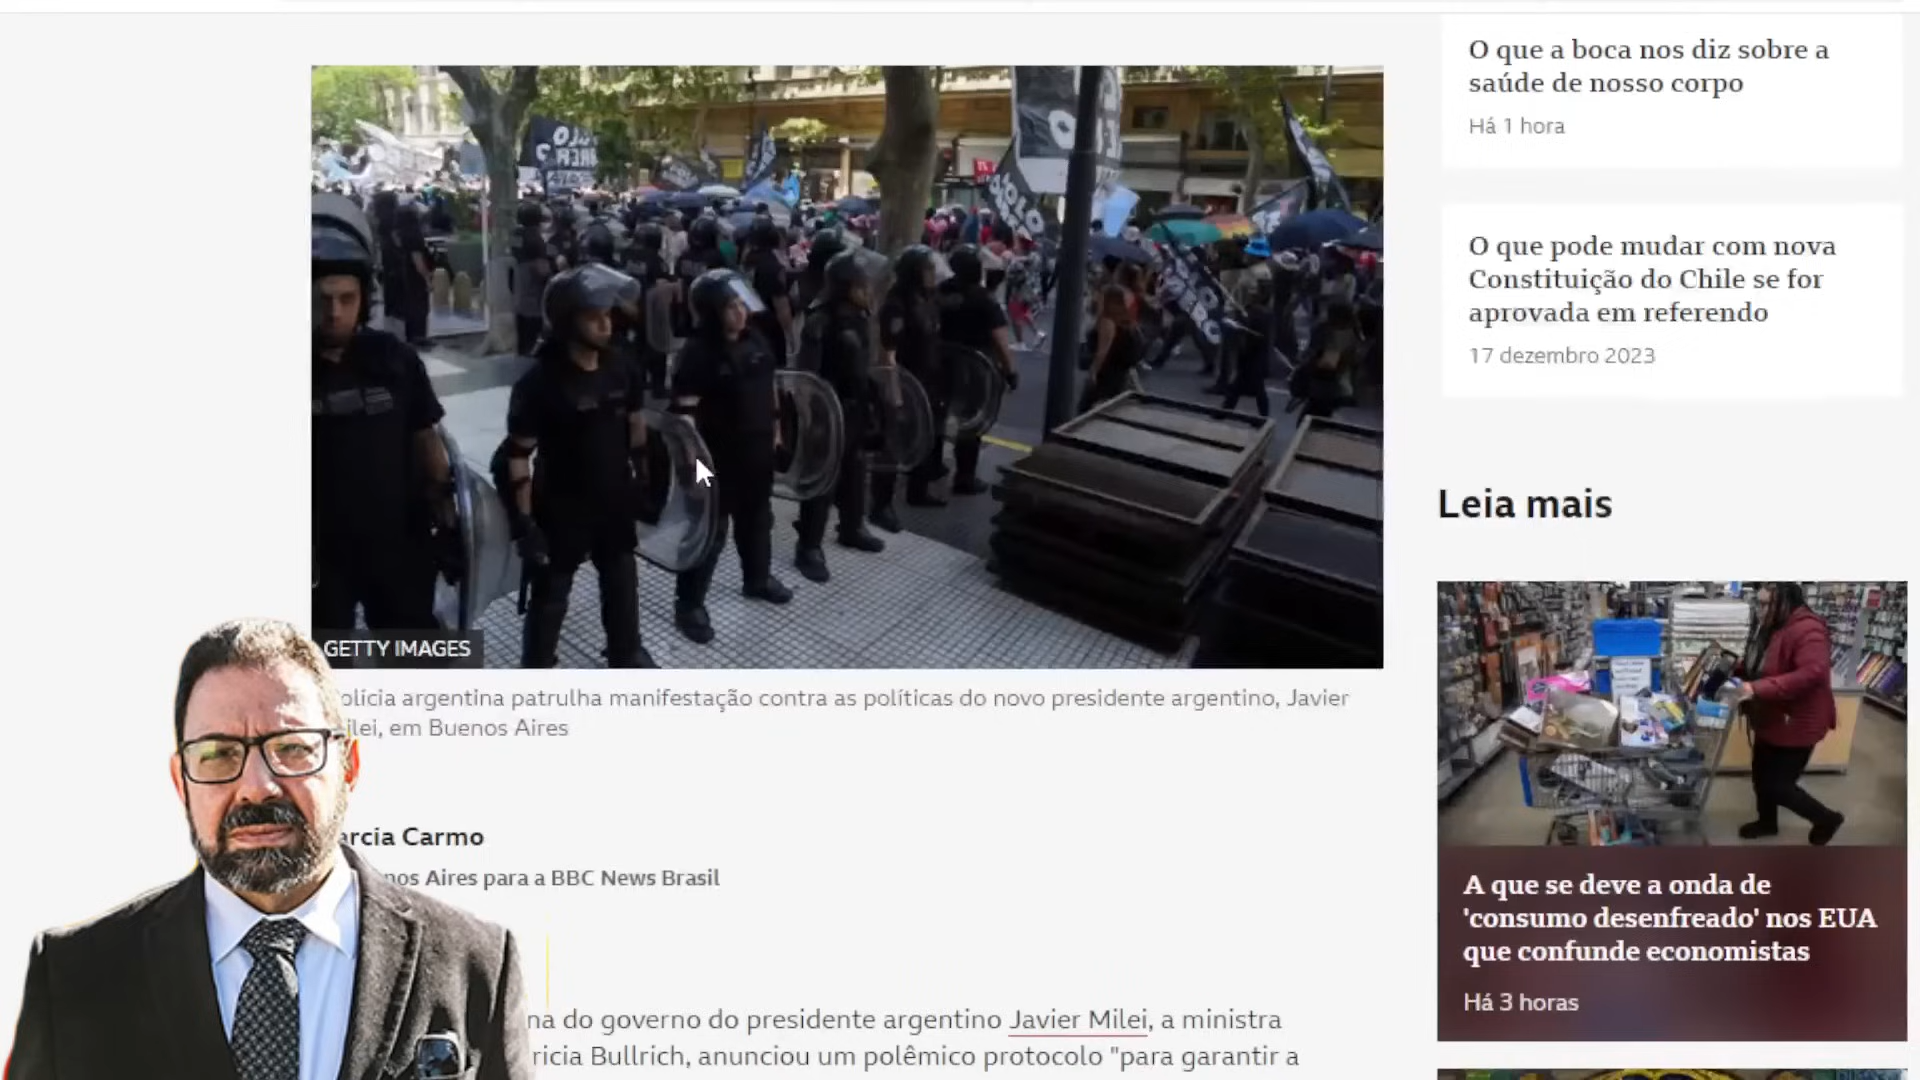 GETTY IMAGES
olícia argentina patrulha manifestação contra as políticas do novo presidente argentino, Javier
ilei, em Buenos Aires
arcia Carmo
nos Aires para a BBC News Brasil
na do governo do presidente argentino Javier Milei, a ministra
ricia Bullrich, anunciou um polêmico protocolo "para garantir a
O que a boca nos diz sobre a
saúde de nosso corpo
Há 1 hora
O que pode mudar com nova
Constituição do Chile se for
aprovada em referendo
17 dezembro 2023
Leia mais
A que se deve a onda de
'consumo desenfreado' nos EUA
que confunde economistas
Há 3 horas